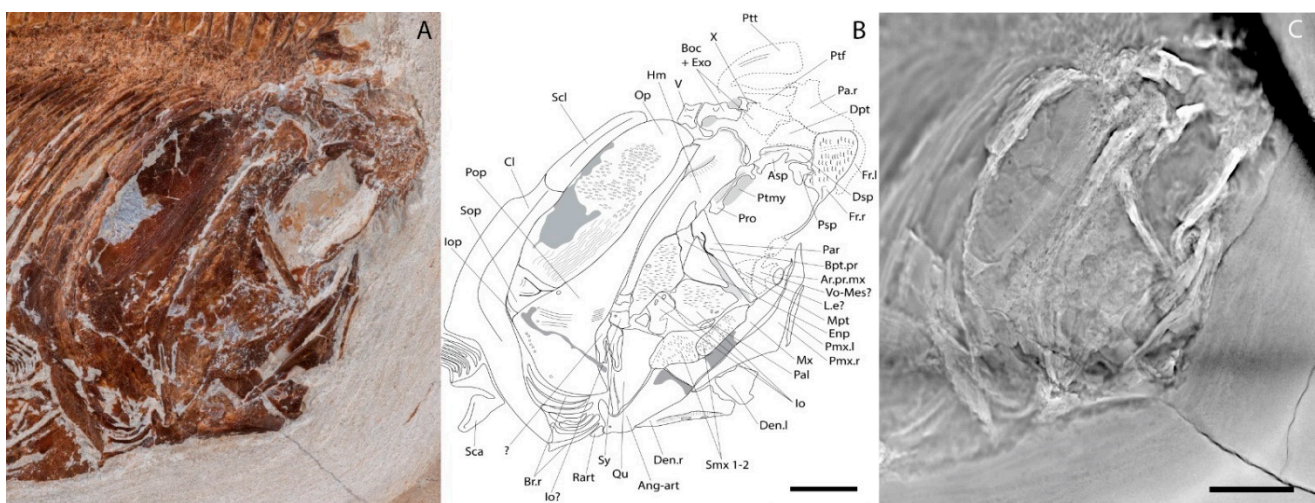 A
B
C
Ptt
X
Boc
+ Exo
Ptf
Hm
V
Pa.r
Op
Dpt
Scl
Cl
Asp
Fr.l
Pop
Dsp
Ptmy
Fr.r
Sop
Pro
Psp
Iop
Par
Bpt.pr
Ar.pr.mx
Vo-Mes?
L.e?
Mpt
Enp
Pmx.l
Mx
Pmx.r
Pal
Io
Den.l
Sca
?
Sy
Den.r
Smx 1-2
Br.r
Rart
Qu
Io?
Ang-art